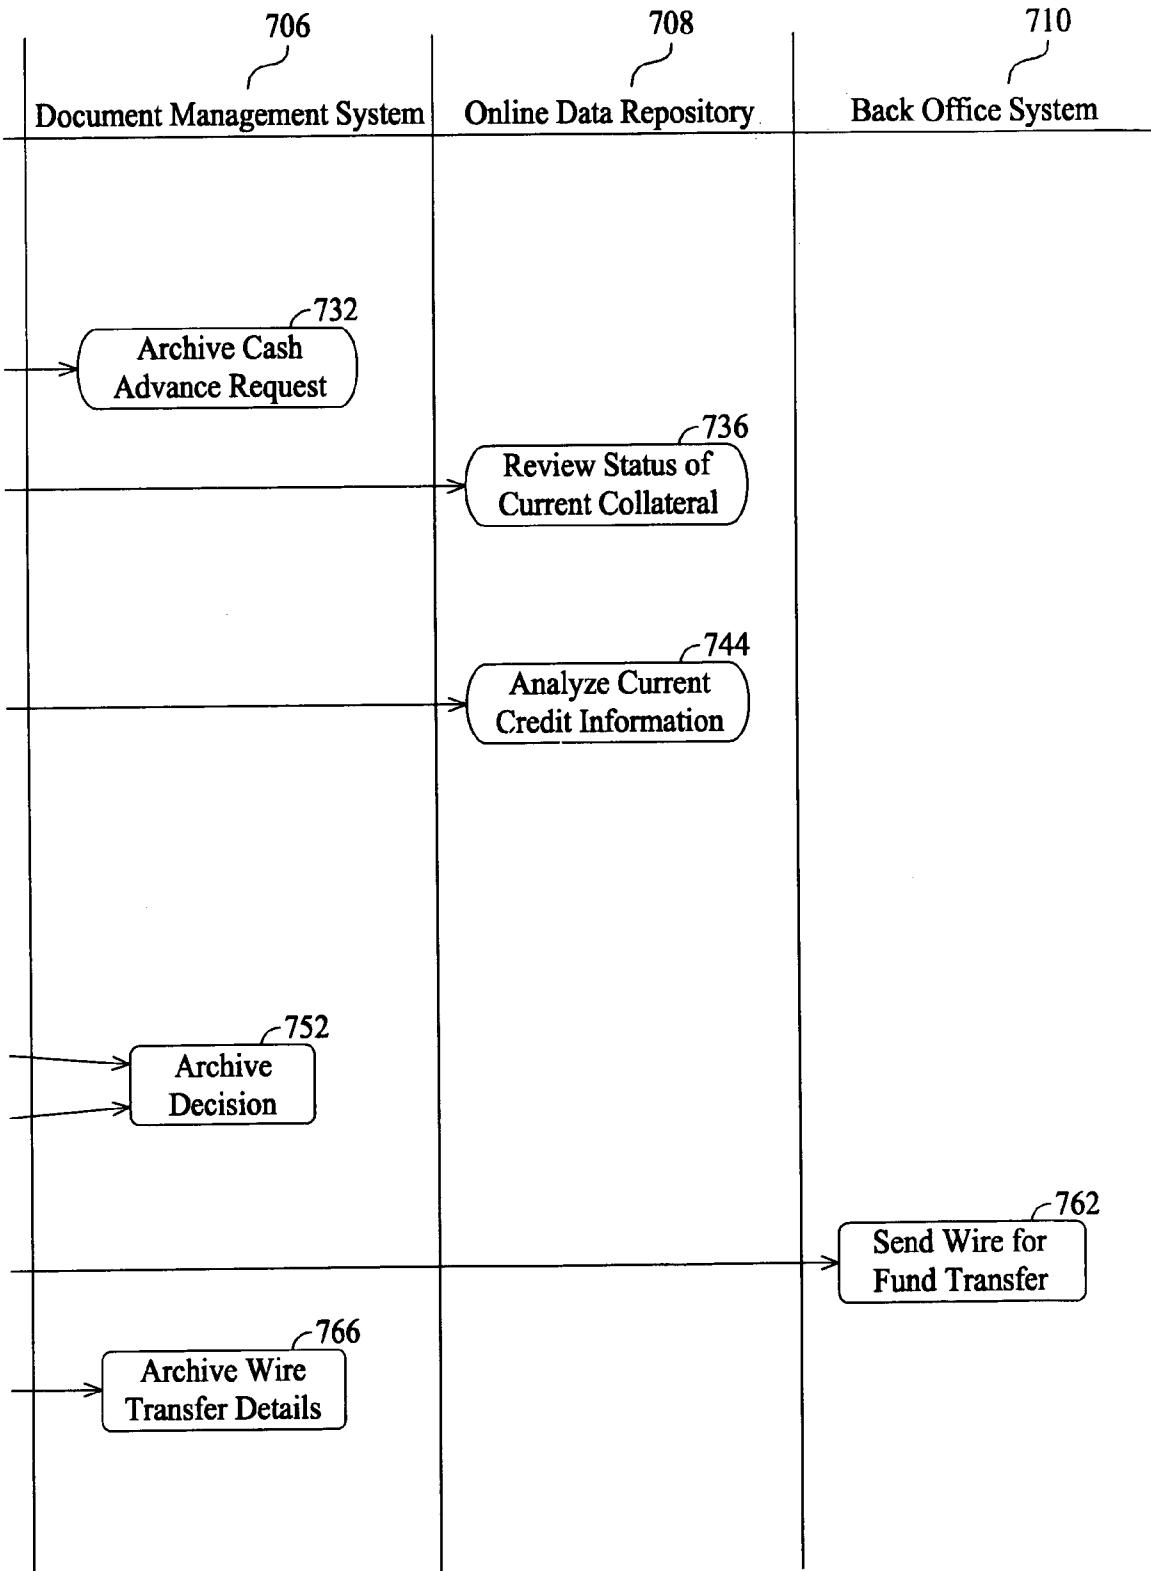 706
708
710
Document Management System
Online Data Repository
Back Office System
732
Archive Cash
Advance Request
736
Review Status of
Current Collateral
744
Analyze Current
Credit Information
752
Archive
Decision
762
Send Wire for
Fund Transfer
766
Archive Wire
Transfer Details